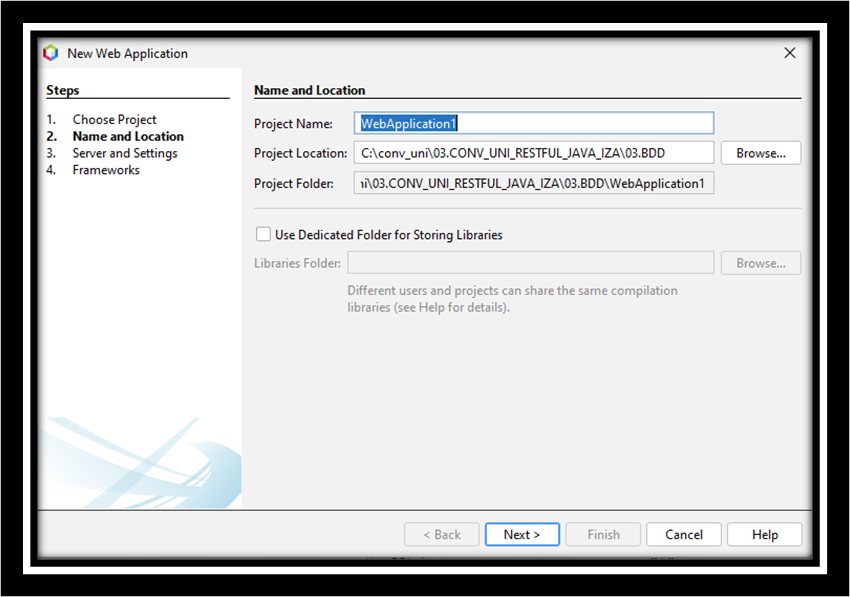 New Web Application
Steps
1. Choose Project
2. Name and Location
3. Server and Settings
4. Frameworks
Name and Location
Project Name: WebApplication1
Project Location: C:\conv_uni\03.CONV_UNI_RESTFUL_JAVA_IZA\03.BDD Browse...
Project Folder: ni\03.CONV_UNI_RESTFUL_JAVA_IZA\03.BDD\WebApplication1
Use Dedicated Folder for Storing Libraries
Libraries Folder: Browse...
Different users and projects can share the same compilation
libraries (see Help for details).
< Back Next > Finish Cancel Help